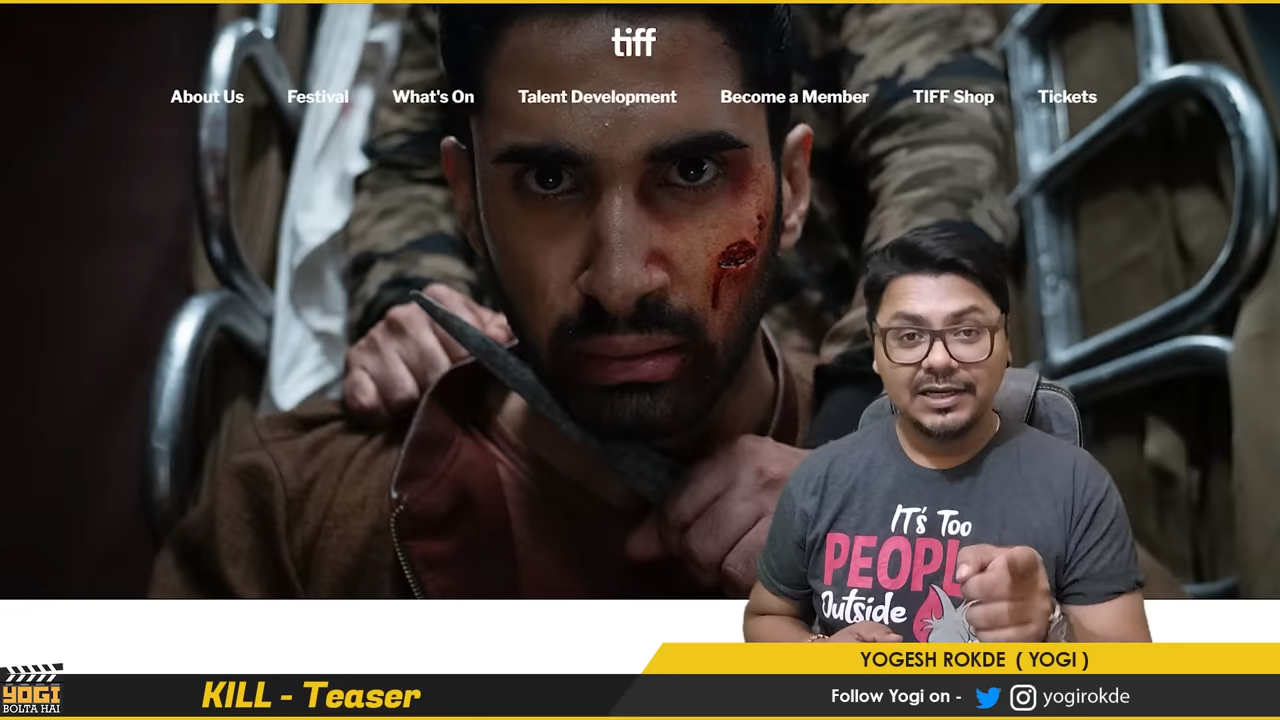 tiff
About Us Festival What's On Talent Development Become a Member TIFF Shop Tickets
IT's Too
PEOPL
Outside
YOGESH ROKDE ( YOGI )
YOGI
BOLTA HAI
KILL - Teaser
Follow Yogi on - yogirokde